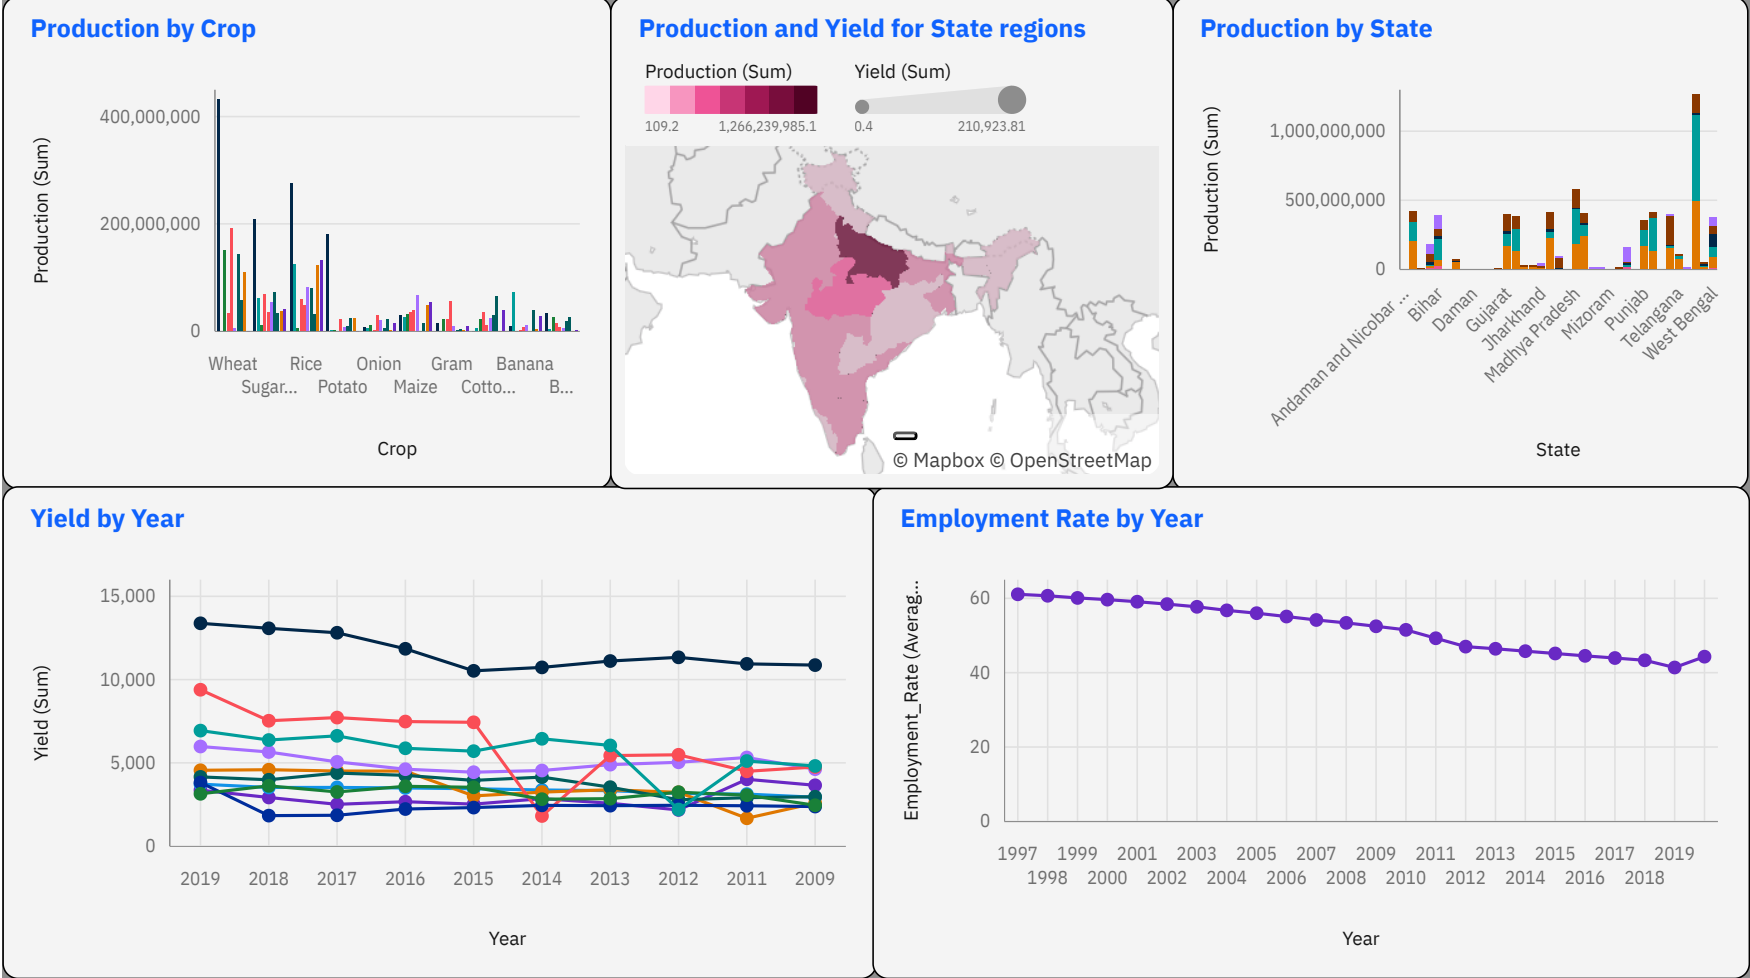 Production by Crop
Production (Sum)
400,000,000
200,000,000
0
Wheat
Rice
Onion
Gram
Banana
Sugar...
Potato
Maize
Cotto...
B...
Crop
Production and Yield for State regions
Production (Sum)
109.2
1,266,239,985.1
Yield (Sum)
0.4
210,923.81
© Mapbox © OpenStreetMap
Production by State
Production (Sum)
1,000,000,000
500,000,000
0
Andaman and Nicobar ...
Bihar
Daman
Gujarat
Jharkhand
Madhya Pradesh
Mizoram
Punjab
Telangana
West Bengal
State
Yield by Year
Yield (Sum)
15,000
10,000
5,000
0
2019 2018 2017 2016 2015 2014 2013 2012 2011 2009
Year
Employment Rate by Year
Employment_Rate (Averag...
60
40
20
0
1997 1999 2001 2003 2005 2007 2009 2011 2013 2015 2017 2019
1998 2000 2002 2004 2006 2008 2010 2012 2014 2016 2018
Year